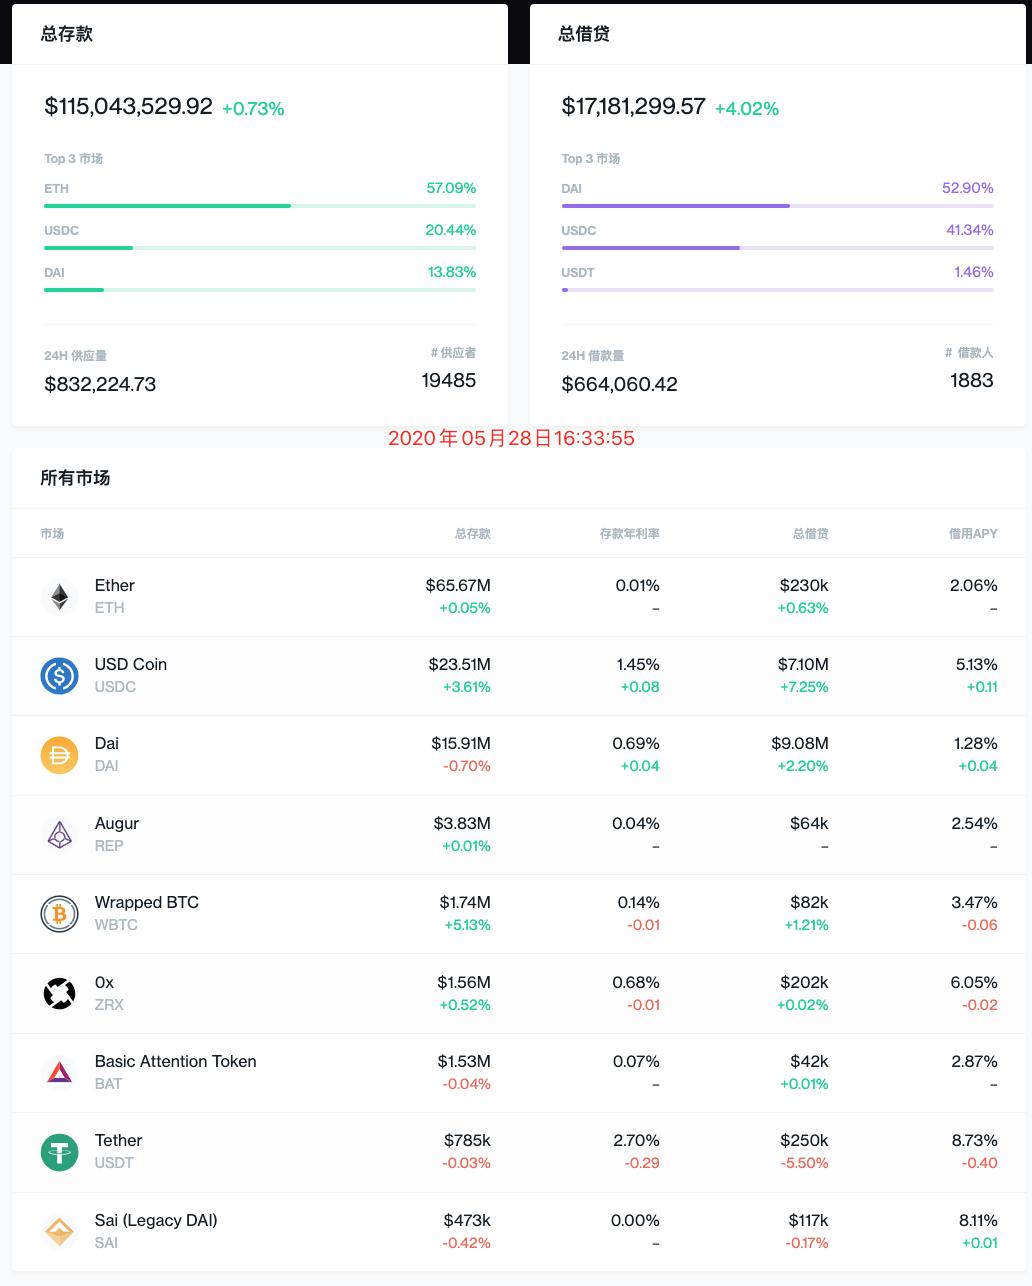 总存款
$115,043,529.92 +0.73%
Top 3 市场
ETH 57.09%
USDC 20.44%
DAI 13.83%
24H 供应量 # 供应者
$832,224.73 19485
总借贷
$17,181,299.57 +4.02%
Top 3 市场
DAI 52.90%
USDC 41.34%
USDT 1.46%
24H 借款量 # 借款人
$664,060.42 1883
2020年05月28日16:33:55
所有市场
市场 总存款 存款年利率 总借贷 借用APY
Ether $65.67M 0.01% $230k 2.06%
ETH +0.05% – +0.63% –
USD Coin $23.51M 1.45% $7.10M 5.13%
USDC +3.61% +0.08 +7.25% +0.11
Dai $15.91M 0.69% $9.08M 1.28%
DAI -0.70% +0.04 +2.20% +0.04
Augur $3.83M 0.04% $64k 2.54%
REP +0.01% – – –
Wrapped BTC $1.74M 0.14% $82k 3.47%
WBTC +5.13% -0.01 +1.21% -0.06
0x $1.56M 0.68% $202k 6.05%
ZRX +0.52% -0.01 +0.02% -0.02
Basic Attention Token $1.53M 0.07% $42k 2.87%
BAT -0.04% – +0.01% –
Tether $785k 2.70% $250k 8.73%
USDT -0.03% -0.29 -5.50% -0.40
Sai (Legacy DAI) $473k 0.00% $117k 8.11%
SAI -0.42% – -0.17% +0.01